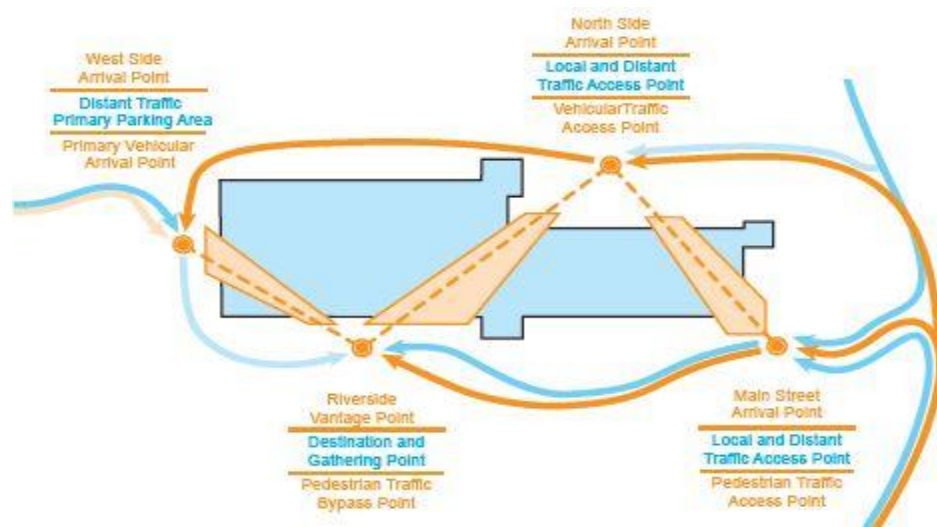 North Side
Arrival Point
Local and Distant
Traffic Access Point
VehicularTraffic
Access Point
West Side
Arrival Point
Distant Traffic
Primary Parking Area
Primary Vehicular
Arrival Point
Riverside
Vantage Point
Destination and
Gathering Point
Pedestrian Traffic
Bypass Point
Main Street
Arrival Point
Local and Distant
Traffic Access Point
Pedestrian Traffic
Access Point